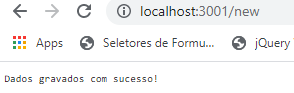 localhost:3001/new
Apps Seletores de Formu... jQuery
Dados gravados com sucesso!